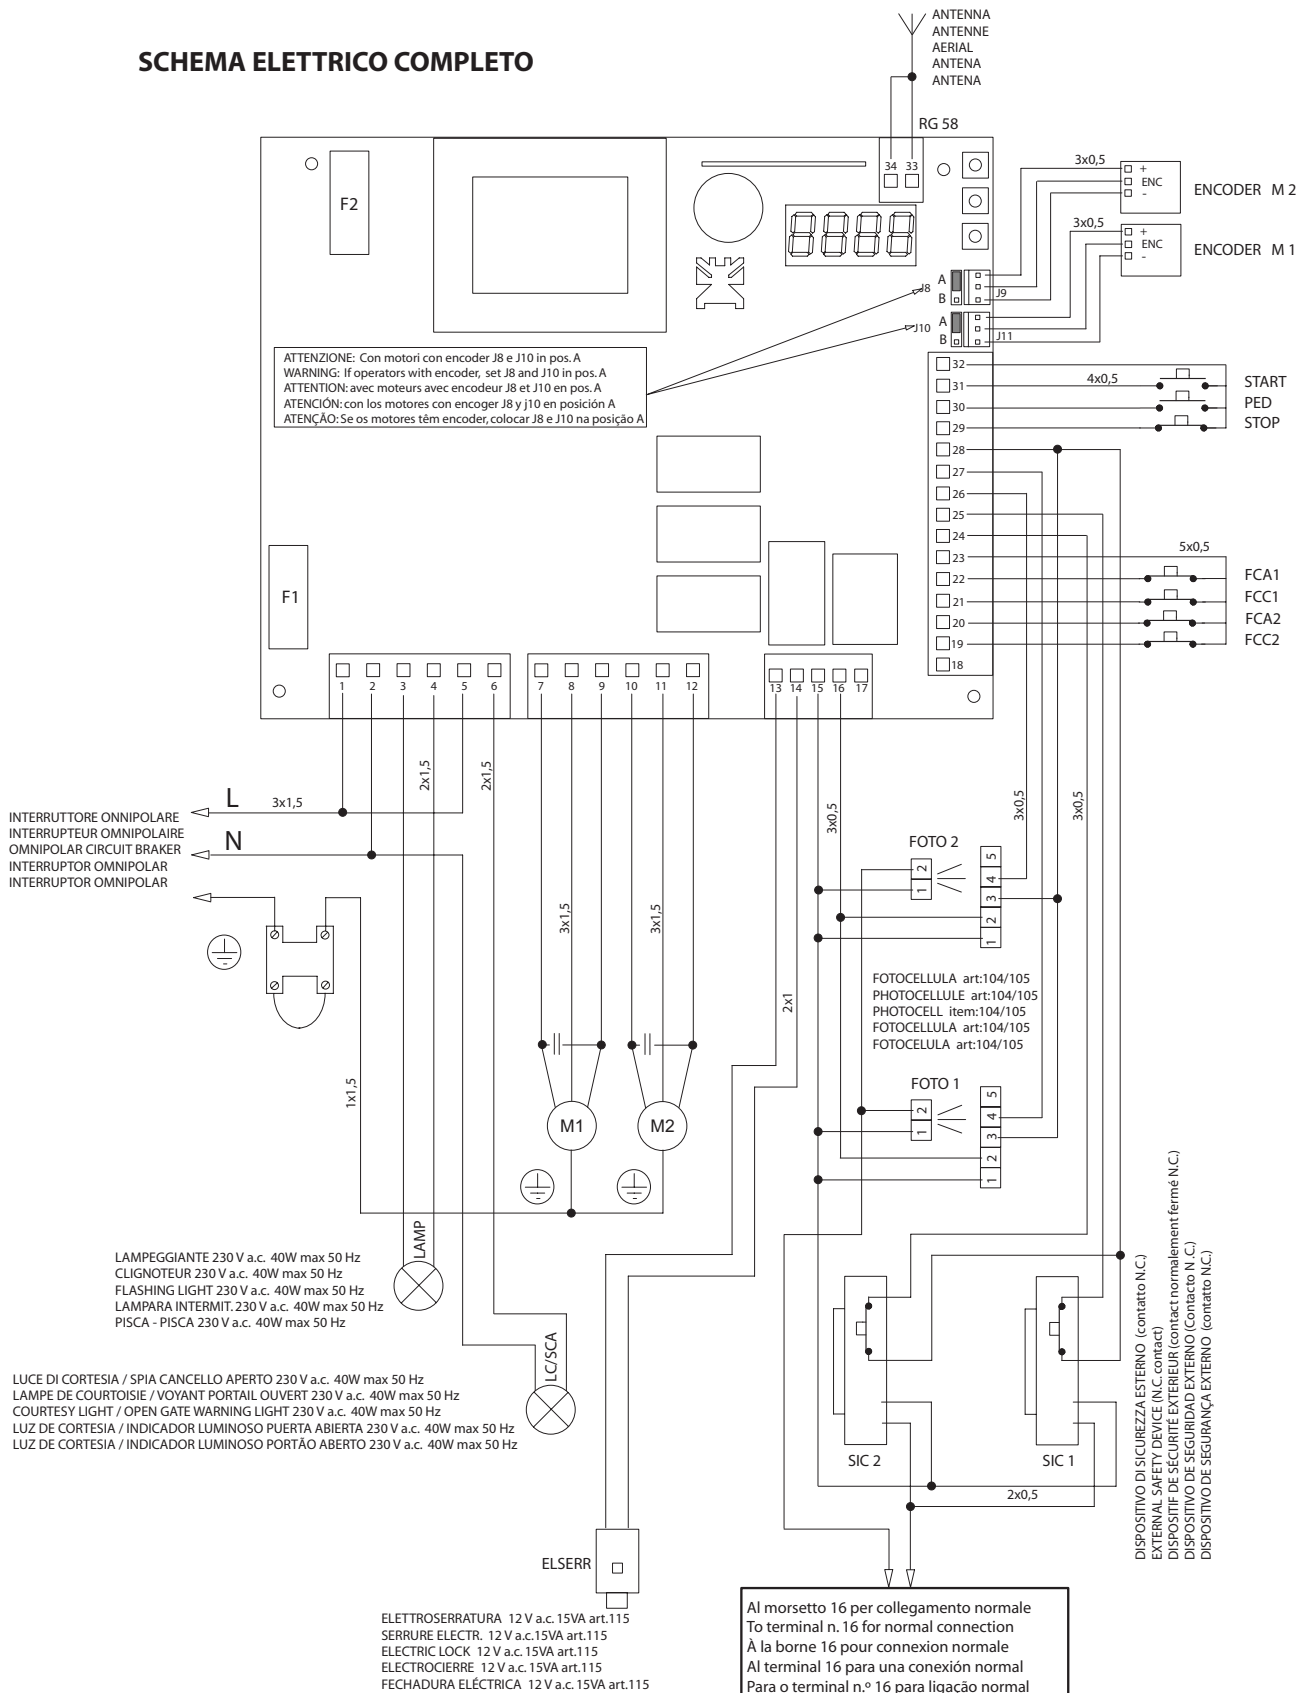 SCHEMA ELETTRICO COMPLETO
ANTENNA
ANTENNE
AERIAL
ANTENA
ANTENA
RG 58
34 33
F2
3x0,5
+
ENC
-
ENCODER M 2
3x0,5
+
ENC
-
ENCODER M 1
J8
A
B
J9
J10
A
B
J11
ATTENZIONE: Con motori con encoder J8 e J10 in pos. A
WARNING: If operators with encoder, set J8 and J10 in pos. A
ATTENTION: avec moteurs avec encodeur J8 et J10 en pos. A
ATENCIÓN: con los motores con encoger J8 y j10 en posición A
ATENÇÃO: Se os motores têm encoder, colocar J8 e J10 na posição A
32
31
30
29
28
27
26
25
24
23
22
21
20
19
18
4x0,5
START
PED
STOP
5x0,5
FCA1
FCC1
FCA2
FCC2
F1
1 2 3 4 5 6
7 8 9 10 11 12
13 14 15 16 17
2x1,5
2x1,5
L
3x1,5
N
INTERRUTTORE ONNIPOLARE
INTERRUPTEUR OMNIPOLAIRE
OMNIPOLAR CIRCUIT BRAKER
INTERRUPTOR OMNIPOLAR
INTERRUPTOR OMNIPOLAR
3x0,5
3x0,5
3x0,5
FOTO 2
2
1
5
4
3
2
1
3x1,5
3x1,5
2x1
FOTOCELLULA art:104/105
PHOTOCELLULE art:104/105
PHOTOCELL item:104/105
FOTOCELLULA art:104/105
FOTOCELULA art:104/105
1x1,5
FOTO 1
2
1
5
4
3
2
1
M1
M2
LAMP
LAMPEGGIANTE 230 V a.c. 40W max 50 Hz
CLIGNOTEUR 230 V a.c. 40W max 50 Hz
FLASHING LIGHT 230 V a.c. 40W max 50 Hz
LAMPARA INTERMIT. 230 V a.c. 40W max 50 Hz
PISCA - PISCA 230 V a.c. 40W max 50 Hz
LC/SCA
LUCE DI CORTESIA / SPIA CANCELLO APERTO 230 V a.c. 40W max 50 Hz
LAMPE DE COURTOISIE / VOYANT PORTAIL OUVERT 230 V a.c. 40W max 50 Hz
COURTESY LIGHT / OPEN GATE WARNING LIGHT 230 V a.c. 40W max 50 Hz
LUZ DE CORTESIA / INDICADOR LUMINOSO PUERTA ABIERTA 230 V a.c. 40W max 50 Hz
LUZ DE CORTESIA / INDICADOR LUMINOSO PORTÃO ABERTO 230 V a.c. 40W max 50 Hz
SIC 2
SIC 1
2x0,5
DISPOSITIVO DI SICUREZZA ESTERNO (contatto N.C.)
EXTERNAL SAFETY DEVICE (N.C. contact)
DISPOSITIF DE SÉCURITÉ EXTERIEUR (contact normalement fermé N.C.)
DISPOSITIVO DE SEGURIDAD EXTERNO (Contacto N .C.)
DISPOSITIVO DE SEGURANÇA EXTERNO (contatto N.C.)
ELSERR
ELETTROSERRATURA 12 V a.c. 15VA art.115
SERRURE ELECTR. 12 V a.c.15VA art.115
ELECTRIC LOCK 12 V a.c. 15VA art.115
ELECTROCIERRE 12 V a.c. 15VA art.115
FECHADURA ELÉCTRICA 12 V a.c. 15VA art.115
Al morsetto 16 per collegamento normale
To terminal n. 16 for normal connection
À la borne 16 pour connexion normale
Al terminal 16 para una conexión normal
Para o terminal n.º 16 para ligação normal